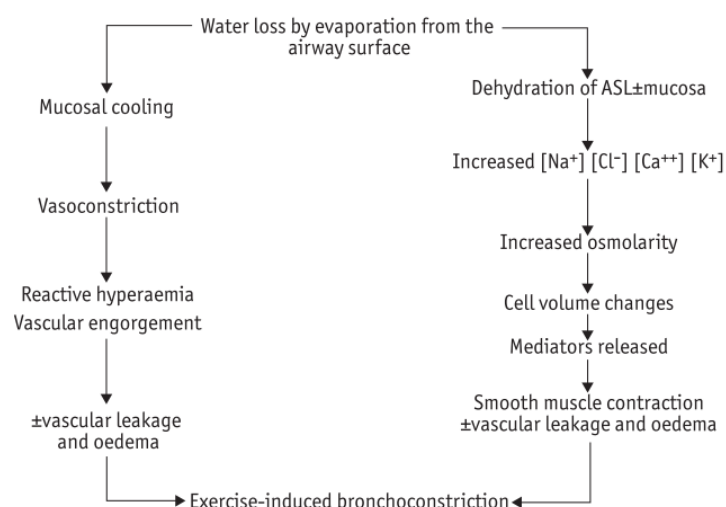 Water loss by evaporation from the
airway surface
Mucosal cooling
Vasoconstriction
Reactive hyperaemia
Vascular engorgement
±vascular leakage
and oedema
Dehydration of ASL±mucosa
Increased [Na⁺] [Cl⁻] [Ca⁺⁺] [K⁺]
Increased osmolarity
Cell volume changes
Mediators released
Smooth muscle contraction
±vascular leakage and oedema
Exercise-induced bronchoconstriction